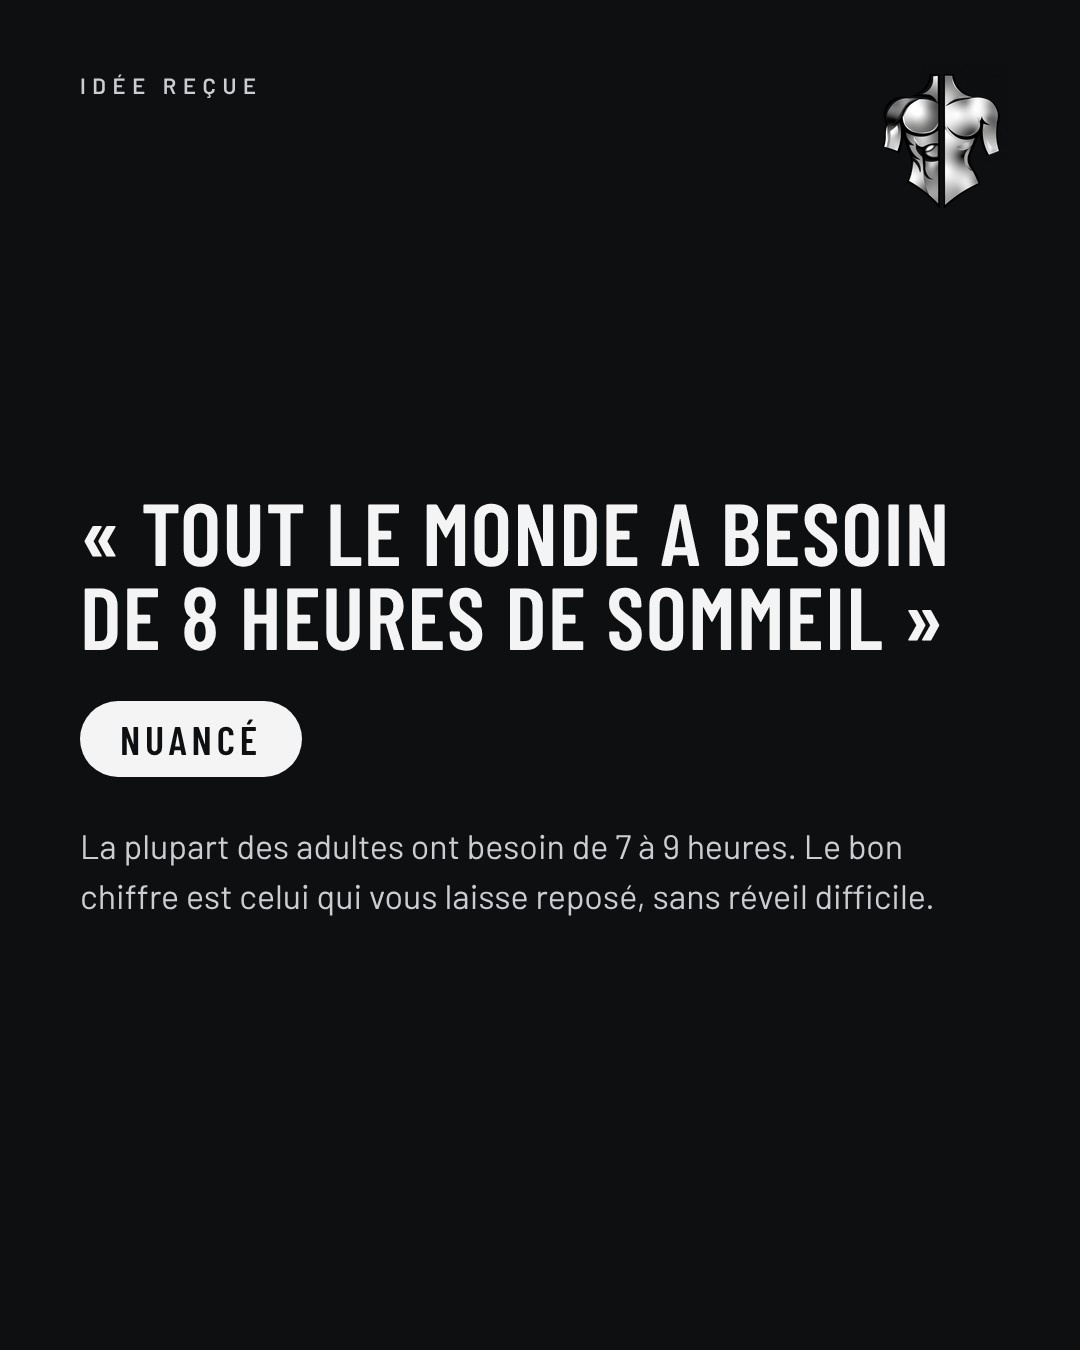 IDÉE REÇUE
« TOUT LE MONDE A BESOIN
DE 8 HEURES DE SOMMEIL »
NUANCÉ
La plupart des adultes ont besoin de 7 à 9 heures. Le bon
chiffre est celui qui vous laisse reposé, sans réveil difficile.